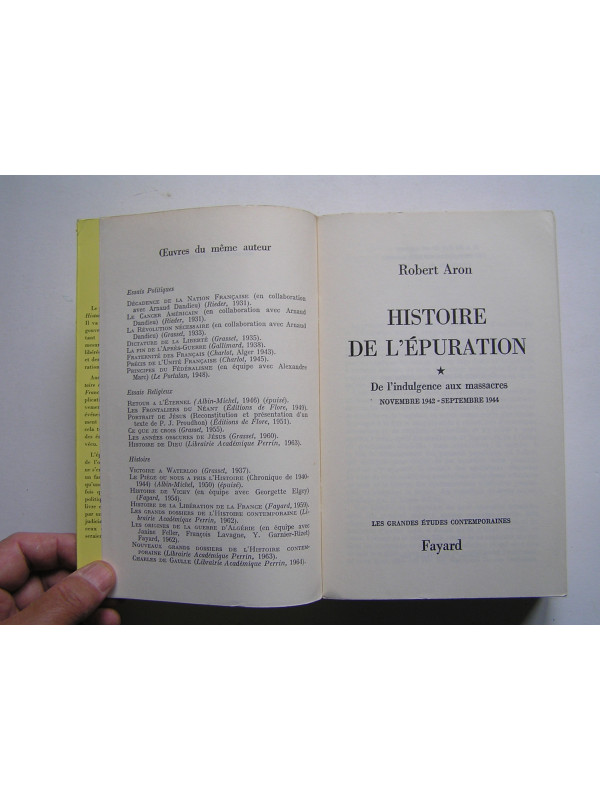 Œuvres du même auteur
Essais Politiques
DÉCADENCE DE LA NATION FRANÇAISE (en collaboration
avec Arnaud Dandieu) (Rieder, 1931).
LE CANCER AMÉRICAIN (en collaboration avec Arnaud
Dandieu) (Rieder, 1931).
LA RÉVOLUTION NÉCESSAIRE (en collaboration avec Arnaud
Dandieu) (Grasset, 1933).
DICTATURE DE LA LIBERTÉ (Grasset, 1935).
LA FIN DE L'APRÈS-GUERRE (Gallimard, 1938).
FRATERNITÉ DES FRANÇAIS (Charlot, Alger 1943).
PRÉCIS DE L'UNITÉ FRANÇAISE (Charlot, 1945).
PRINCIPES DU FÉDÉRALISME (en équipe avec Alexandre
Marc) (Le Portulan, 1948).
Essais Religieux
RETOUR A L'ÉTERNEL (Albin-Michel, 1946) (épuisé).
LES FRONTALIERS DU NÉANT (Éditions de Flore, 1949).
PORTRAIT DE JÉSUS (Reconstitution et présentation d'un
texte de P. J. Proudhon) (Éditions de Flore, 1951).
CE QUE JE CROIS (Grasset, 1955).
LES ANNÉES OBSCURES DE JÉSUS (Grasset, 1960).
HISTOIRE DE DIEU (Librairie Académique Perrin, 1963).
Histoire
VICTOIRE A WATERLOO (Grasset, 1937).
LE PIÈGE OÙ NOUS A PRIS L'HISTOIRE (Chronique de 1940-
1944) (Albin-Michel, 1950) (épuisé).
HISTOIRE DE VICHY (en équipe avec Georgette Elgey)
(Fayard, 1954).
HISTOIRE DE LA LIBÉRATION DE LA FRANCE (Fayard, 1959).
LES GRANDS DOSSIERS DE L'HISTOIRE CONTEMPORAINE (Li-
brairie Académique Perrin, 1962).
LES ORIGINES DE LA GUERRE D'ALGÉRIE (en équipe avec
Janine Feller, François Lavagne, Y. Garnier-Rizet)
Fayard, 1962).
NOUVEAUX GRANDS DOSSIERS DE L'HISTOIRE CONTEM-
PORAINE (Librairie Académique Perrin, 1963).
CHARLES DE GAULLE (Librairie Académique Perrin, 1964).
Robert Aron
HISTOIRE
DE L'ÉPURATION
★
De l'indulgence aux massacres
NOVEMBRE 1942 - SEPTEMBRE 1944
LES GRANDES ÉTUDES CONTEMPORAINES
Fayard